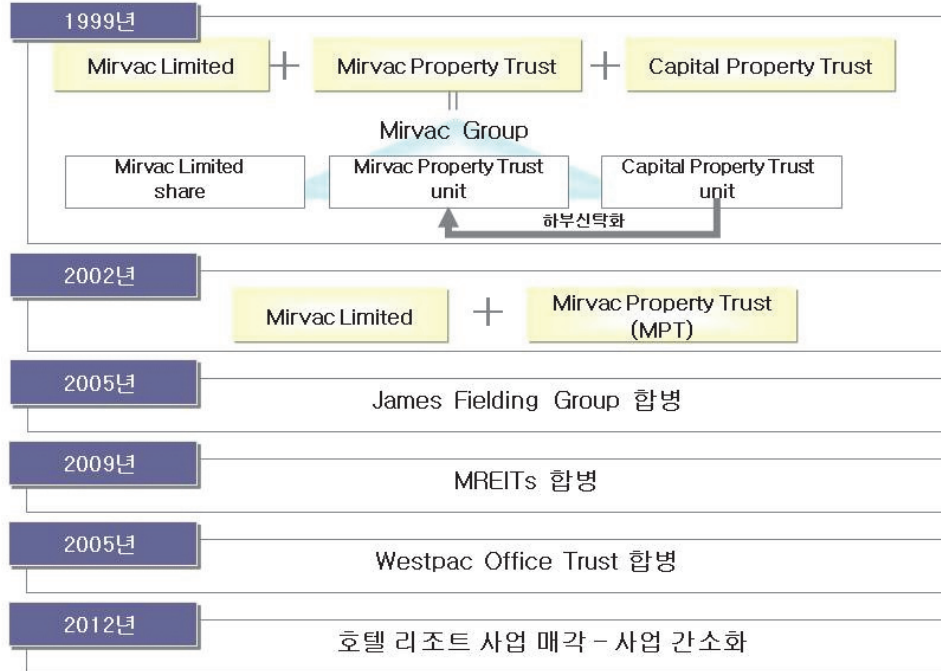 1999년
Mirvac Limited + Mirvac Property Trust + Capital Property Trust
||
Mirvac Group
Mirvac Limited
share
Mirvac Property Trust
unit
Capital Property Trust
unit
하부신탁화
2002년
Mirvac Limited + Mirvac Property Trust
(MPT)
2005년
James Fielding Group 합병
2009년
MREITs 합병
2005년
Westpac Office Trust 합병
2012년
호텔 리조트 사업 매각 – 사업 간소화